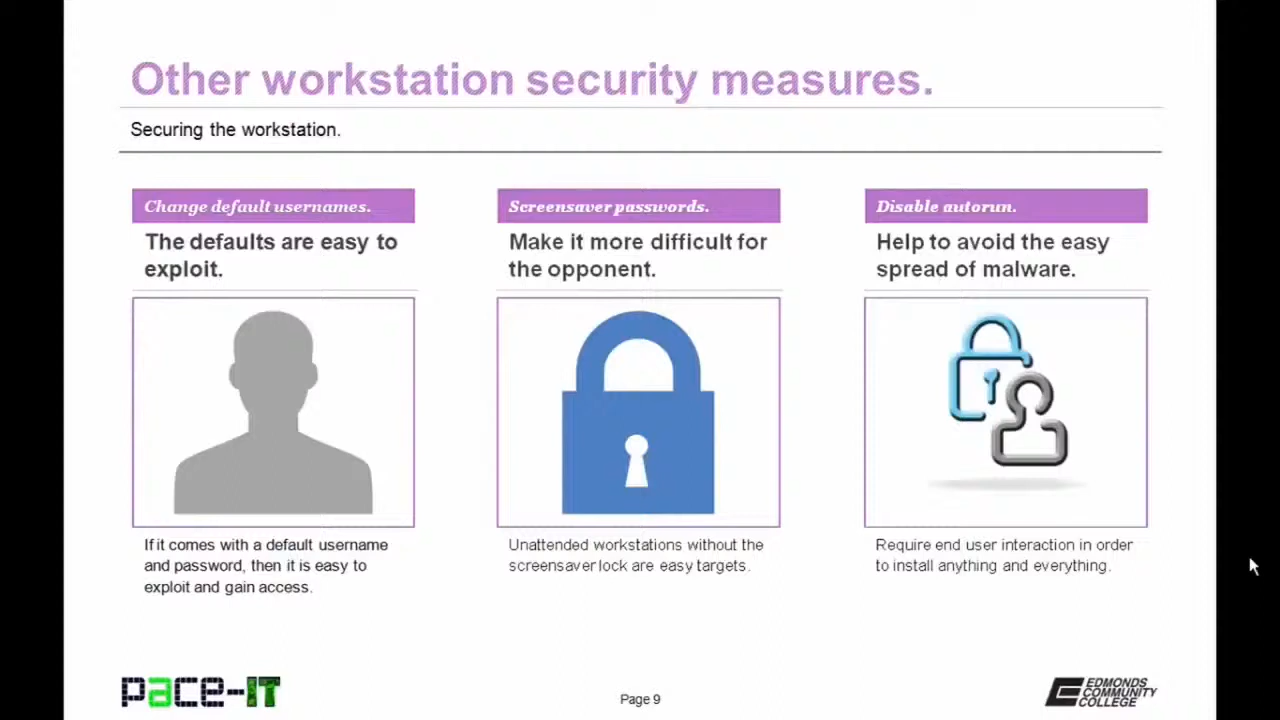 Other workstation security measures.
Securing the workstation.
Change default usernames.
The defaults are easy to
exploit.
If it comes with a default username
and password, then it is easy to
exploit and gain access.
Screensaver passwords.
Make it more difficult for
the opponent.
Unattended workstations without the
screensaver lock are easy targets.
Disable autorun.
Help to avoid the easy
spread of malware.
Require end user interaction in order
to install anything and everything.
pace-IT
Page 9
EDMONDS
COMMUNITY
COLLEGE